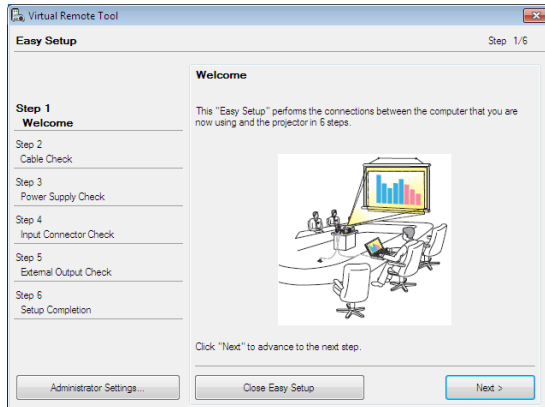 Virtual Remote Tool
Easy Setup
Step 1/6
Step 1
Welcome
Step 2
Cable Check
Step 3
Power Supply Check
Step 4
Input Connector Check
Step 5
External Output Check
Step 6
Setup Completion
Welcome
This "Easy Setup" performs the connections between the computer that you are
now using and the projector in 6 steps.
Click "Next" to advance to the next step.
Administrator Settings...
Close Easy Setup
Next >